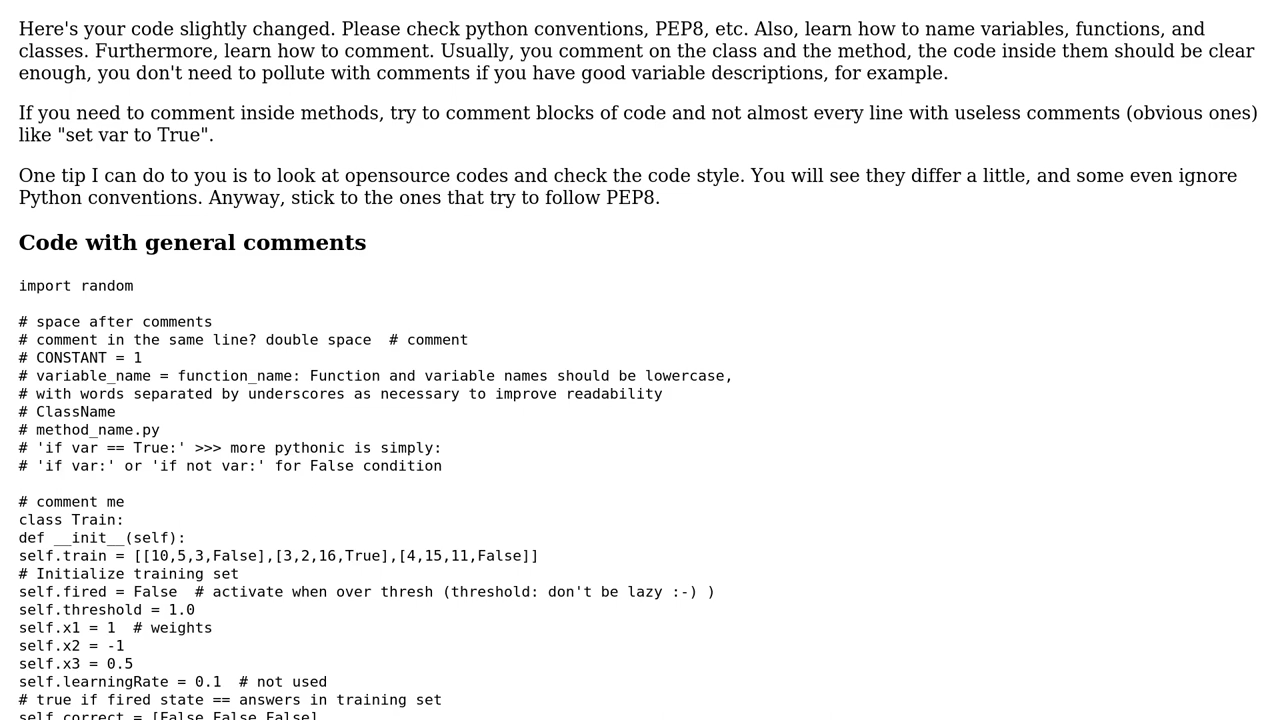 Here's your code slightly changed. Please check python conventions, PEP8, etc. Also, learn how to name variables, functions, and
classes. Furthermore, learn how to comment. Usually, you comment on the class and the method, the code inside them should be clear
enough, you don't need to pollute with comments if you have good variable descriptions, for example.
If you need to comment inside methods, try to comment blocks of code and not almost every line with useless comments (obvious ones)
like "set var to True".
One tip I can do to you is to look at opensource codes and check the code style. You will see they differ a little, and some even ignore
Python conventions. Anyway, stick to the ones that try to follow PEP8.
Code with general comments
import random
# space after comments
# comment in the same line? double space  # comment
# CONSTANT = 1
# variable_name = function_name: Function and variable names should be lowercase,
# with words separated by underscores as necessary to improve readability
# ClassName
# method_name.py
# 'if var == True:' >>> more pythonic is simply:
# 'if var:' or 'if not var:' for False condition
# comment me
class Train:
def __init__(self):
self.train = [[10,5,3,False],[3,2,16,True],[4,15,11,False]]
# Initialize training set
self.fired = False  # activate when over thresh (threshold: don't be lazy :-) )
self.threshold = 1.0
self.x1 = 1  # weights
self.x2 = -1
self.x3 = 0.5
self.learningRate = 0.1  # not used
# true if fired state == answers in training set
self.correct = [False,False,False]